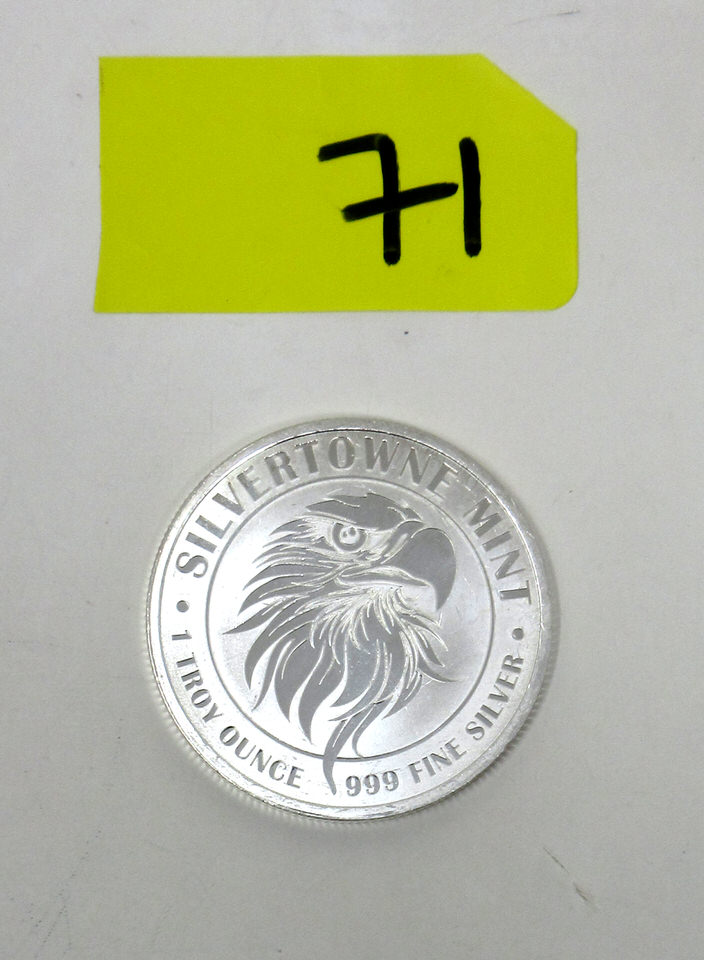 71
SILVERTOWNE MINT
1 TROY OUNCE 999 FINE SILVER